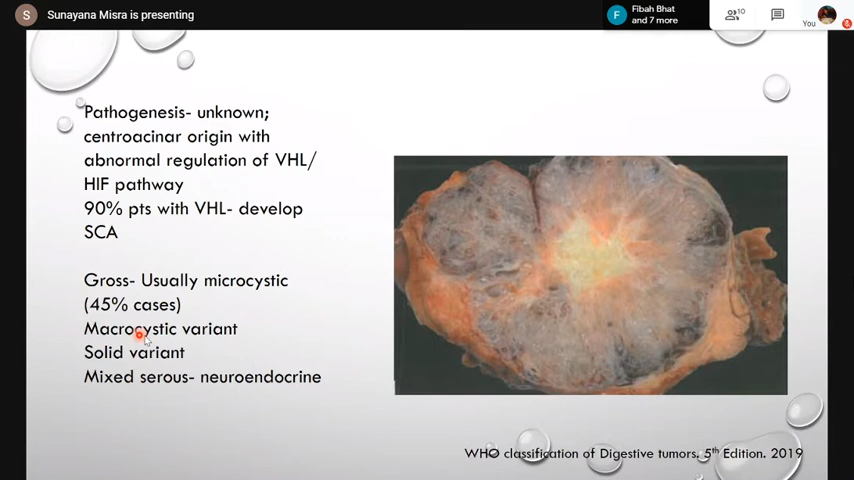 S Sunayana Misra is presenting
F Fibah Bhat
and 7 more
10
You
Pathogenesis- unknown;
centroacinar origin with
abnormal regulation of VHL/
HIF pathway
90% pts with VHL- develop
SCA
Gross- Usually microcystic
(45% cases)
Macrocystic variant
Solid variant
Mixed serous- neuroendocrine
WHO classification of Digestive tumors. 5th Edition. 2019